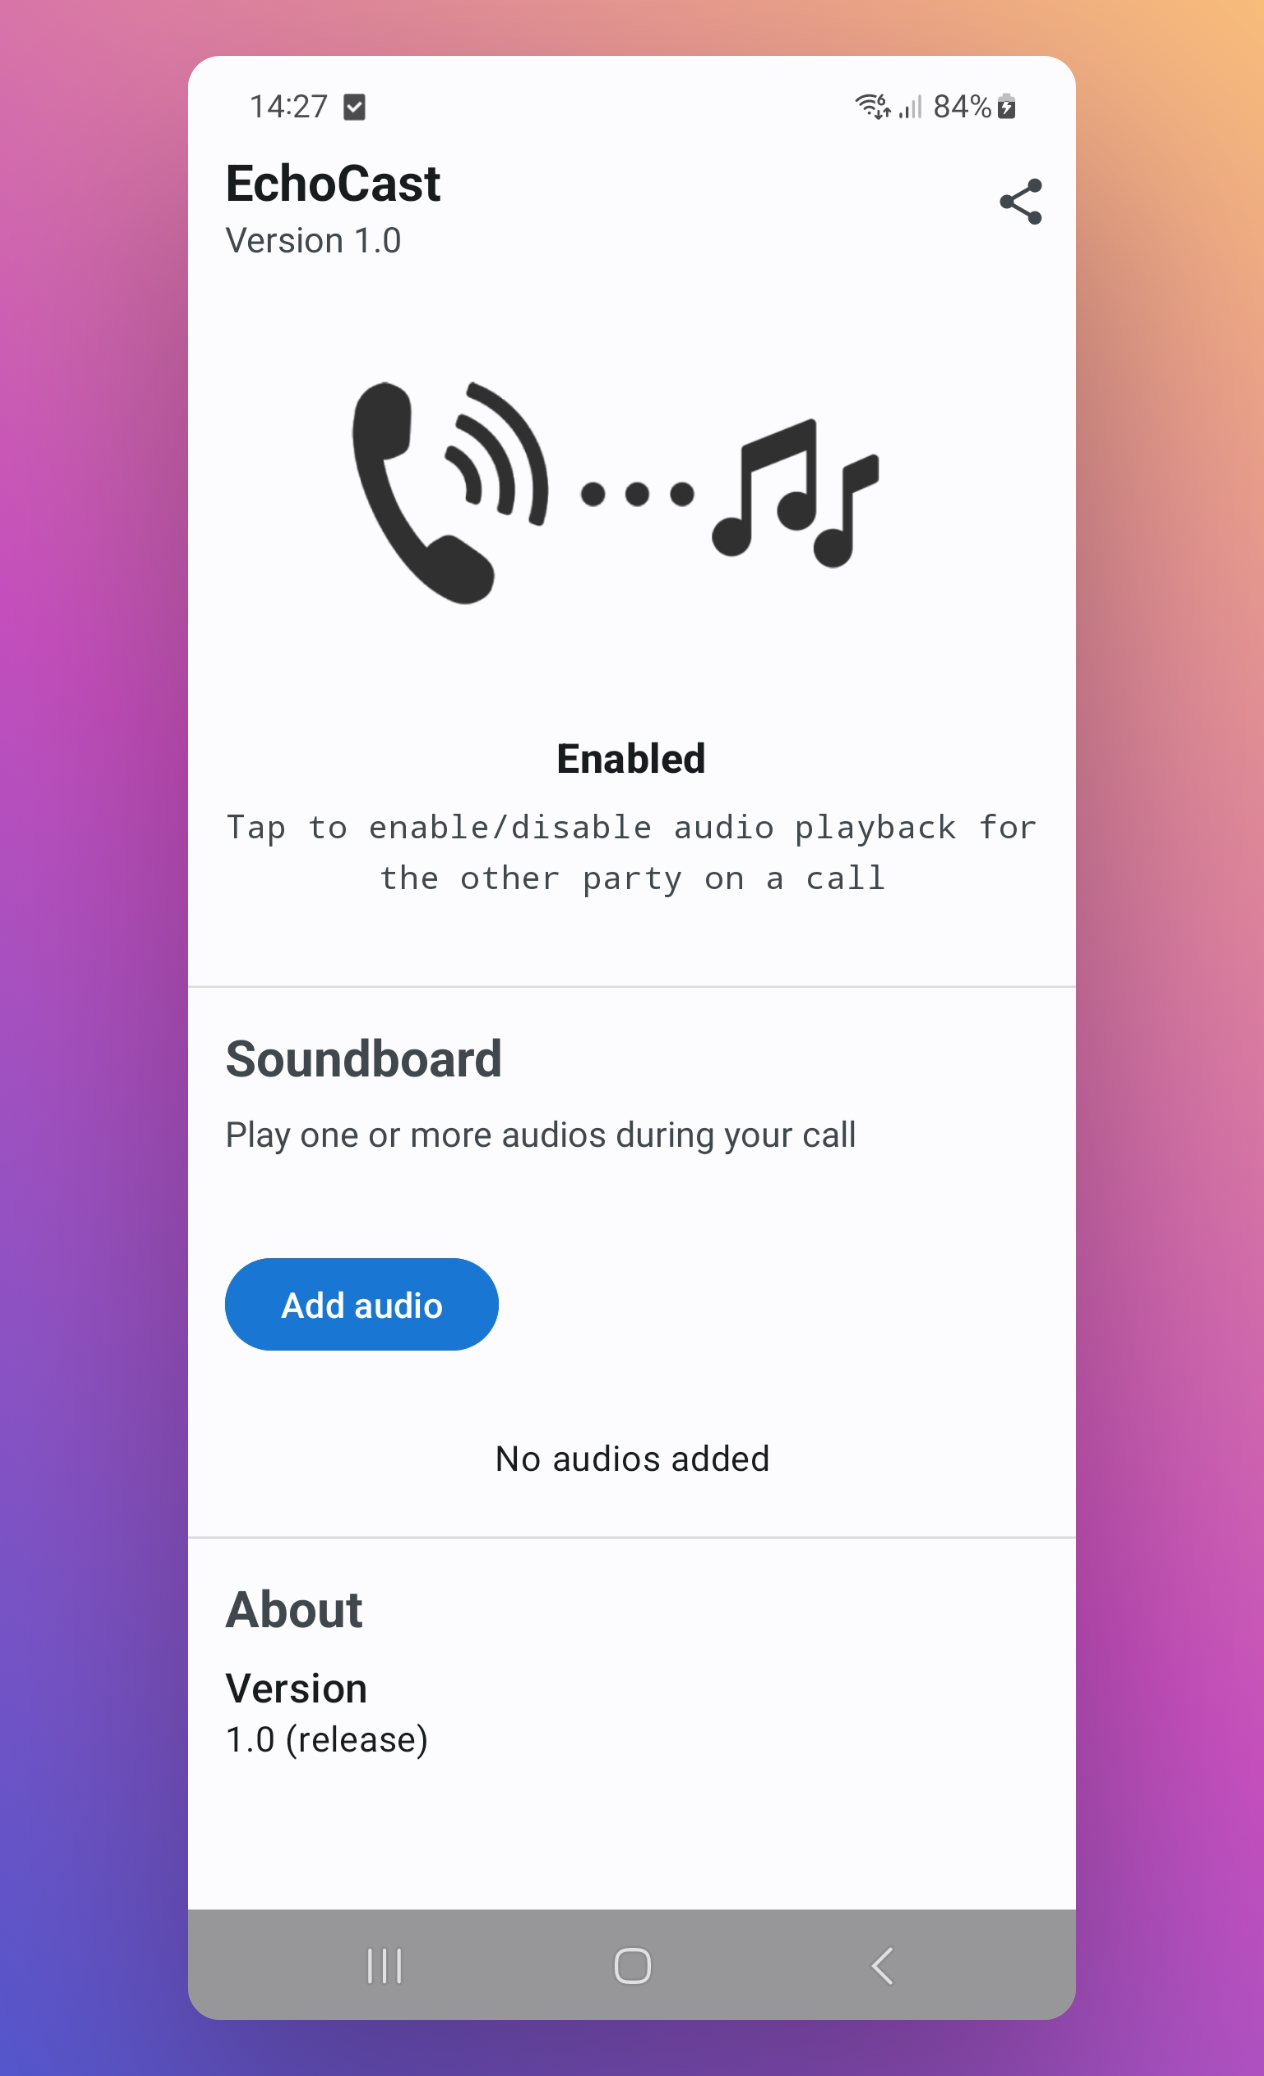 14:27
84%
EchoCast
Version 1.0
Enabled
Tap to enable/disable audio playback for
the other party on a call
Soundboard
Play one or more audios during your call
Add audio
No audios added
About
Version
1.0 (release)